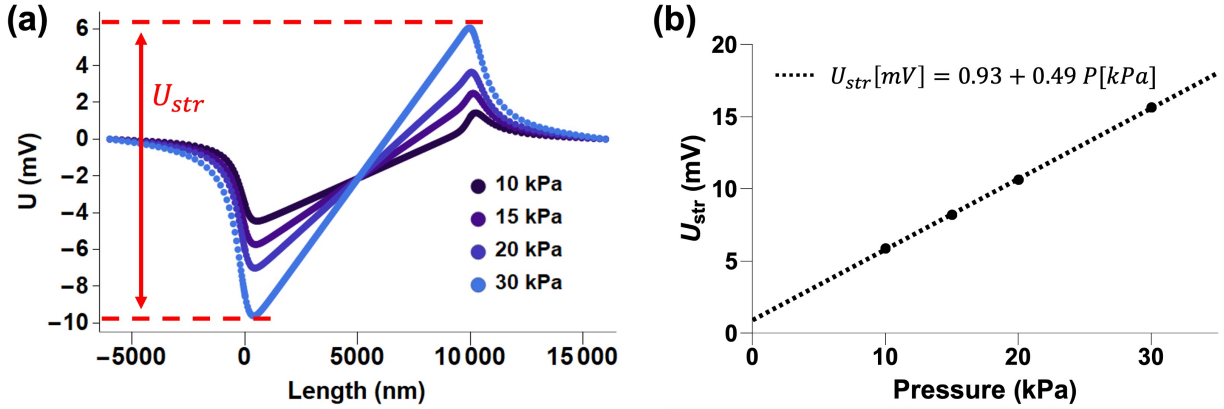 (a)
6
4
2
0
−2
−4
−6
−8
−10
U (mV)
U_str
10 kPa
15 kPa
20 kPa
30 kPa
−5000 0 5000 10 000 15 000
Length (nm)
(b)
20
15
10
5
0
U_str (mV)
U_str[mV] = 0.93 + 0.49 P[kPa]
0 10 20 30
Pressure (kPa)